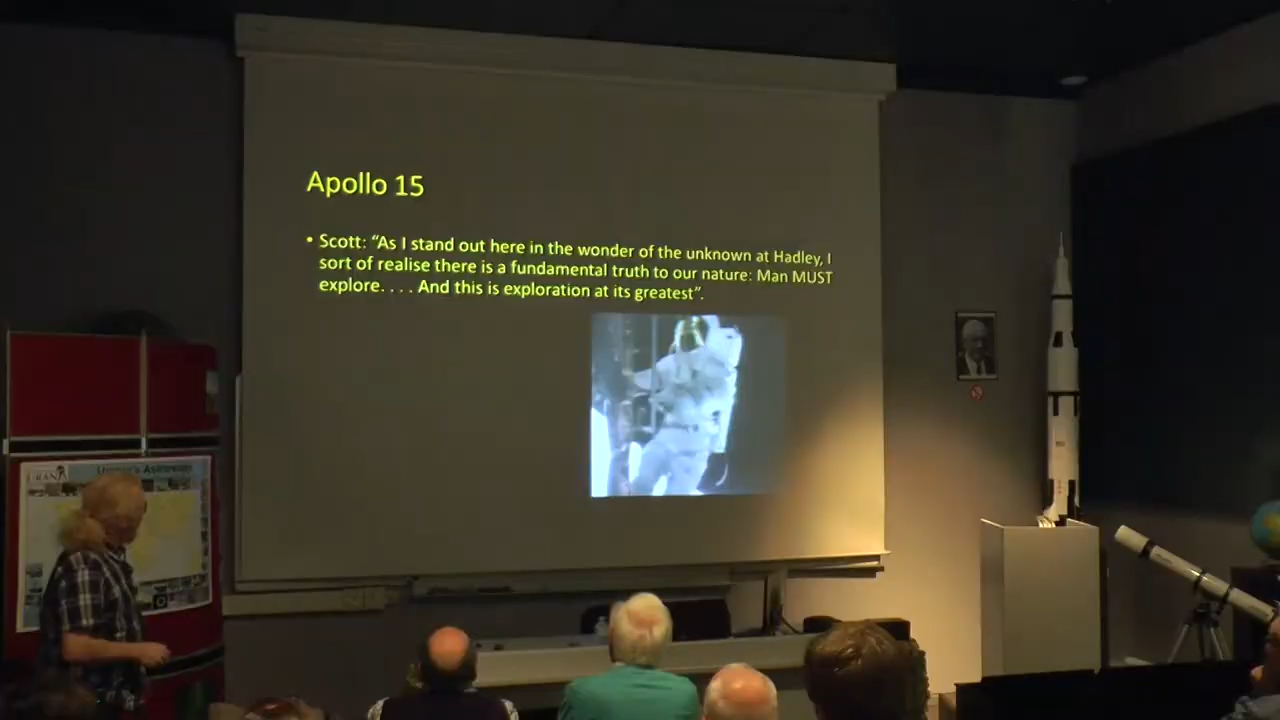 Apollo 15
• Scott: “As I stand out here in the wonder of the unknown at Hadley, I
sort of realise there is a fundamental truth to our nature: Man MUST
explore. . . . And this is exploration at its greatest”.